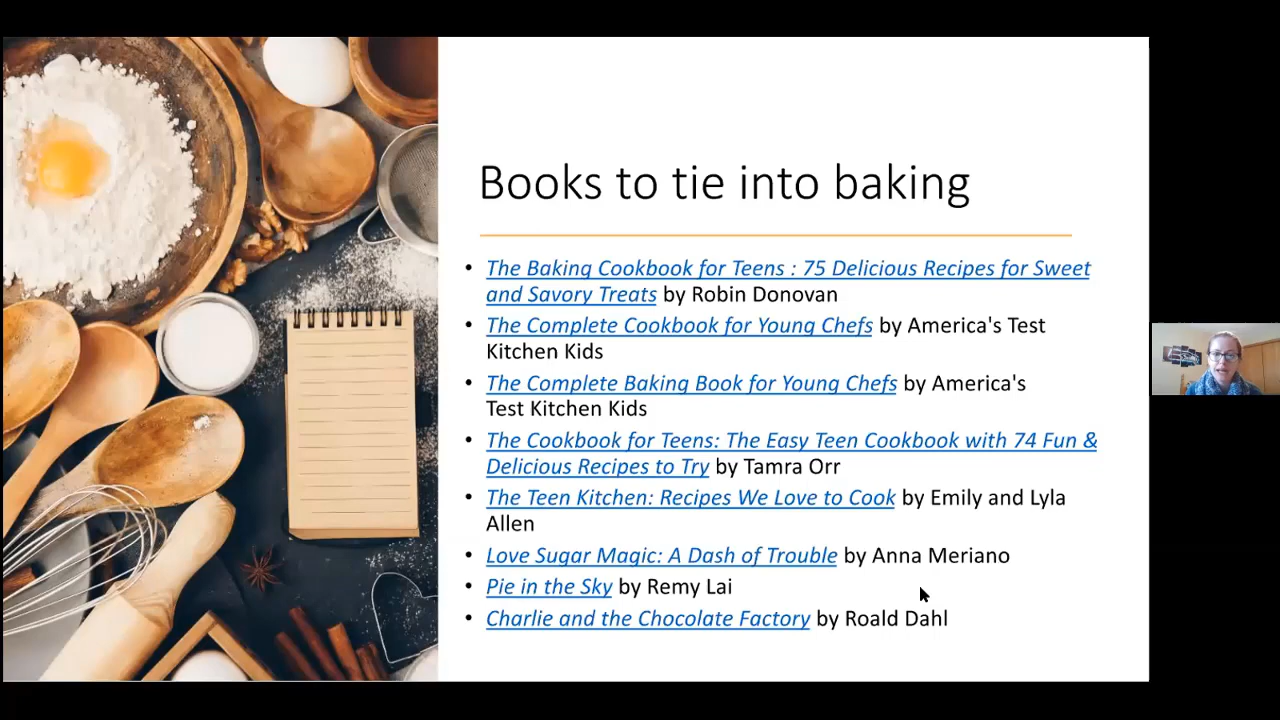 Books to tie into baking
• The Baking Cookbook for Teens : 75 Delicious Recipes for Sweet
and Savory Treats by Robin Donovan
• The Complete Cookbook for Young Chefs by America's Test
Kitchen Kids
• The Complete Baking Book for Young Chefs by America's
Test Kitchen Kids
• The Cookbook for Teens: The Easy Teen Cookbook with 74 Fun &
Delicious Recipes to Try by Tamra Orr
• The Teen Kitchen: Recipes We Love to Cook by Emily and Lyla
Allen
• Love Sugar Magic: A Dash of Trouble by Anna Meriano
• Pie in the Sky by Remy Lai
• Charlie and the Chocolate Factory by Roald Dahl